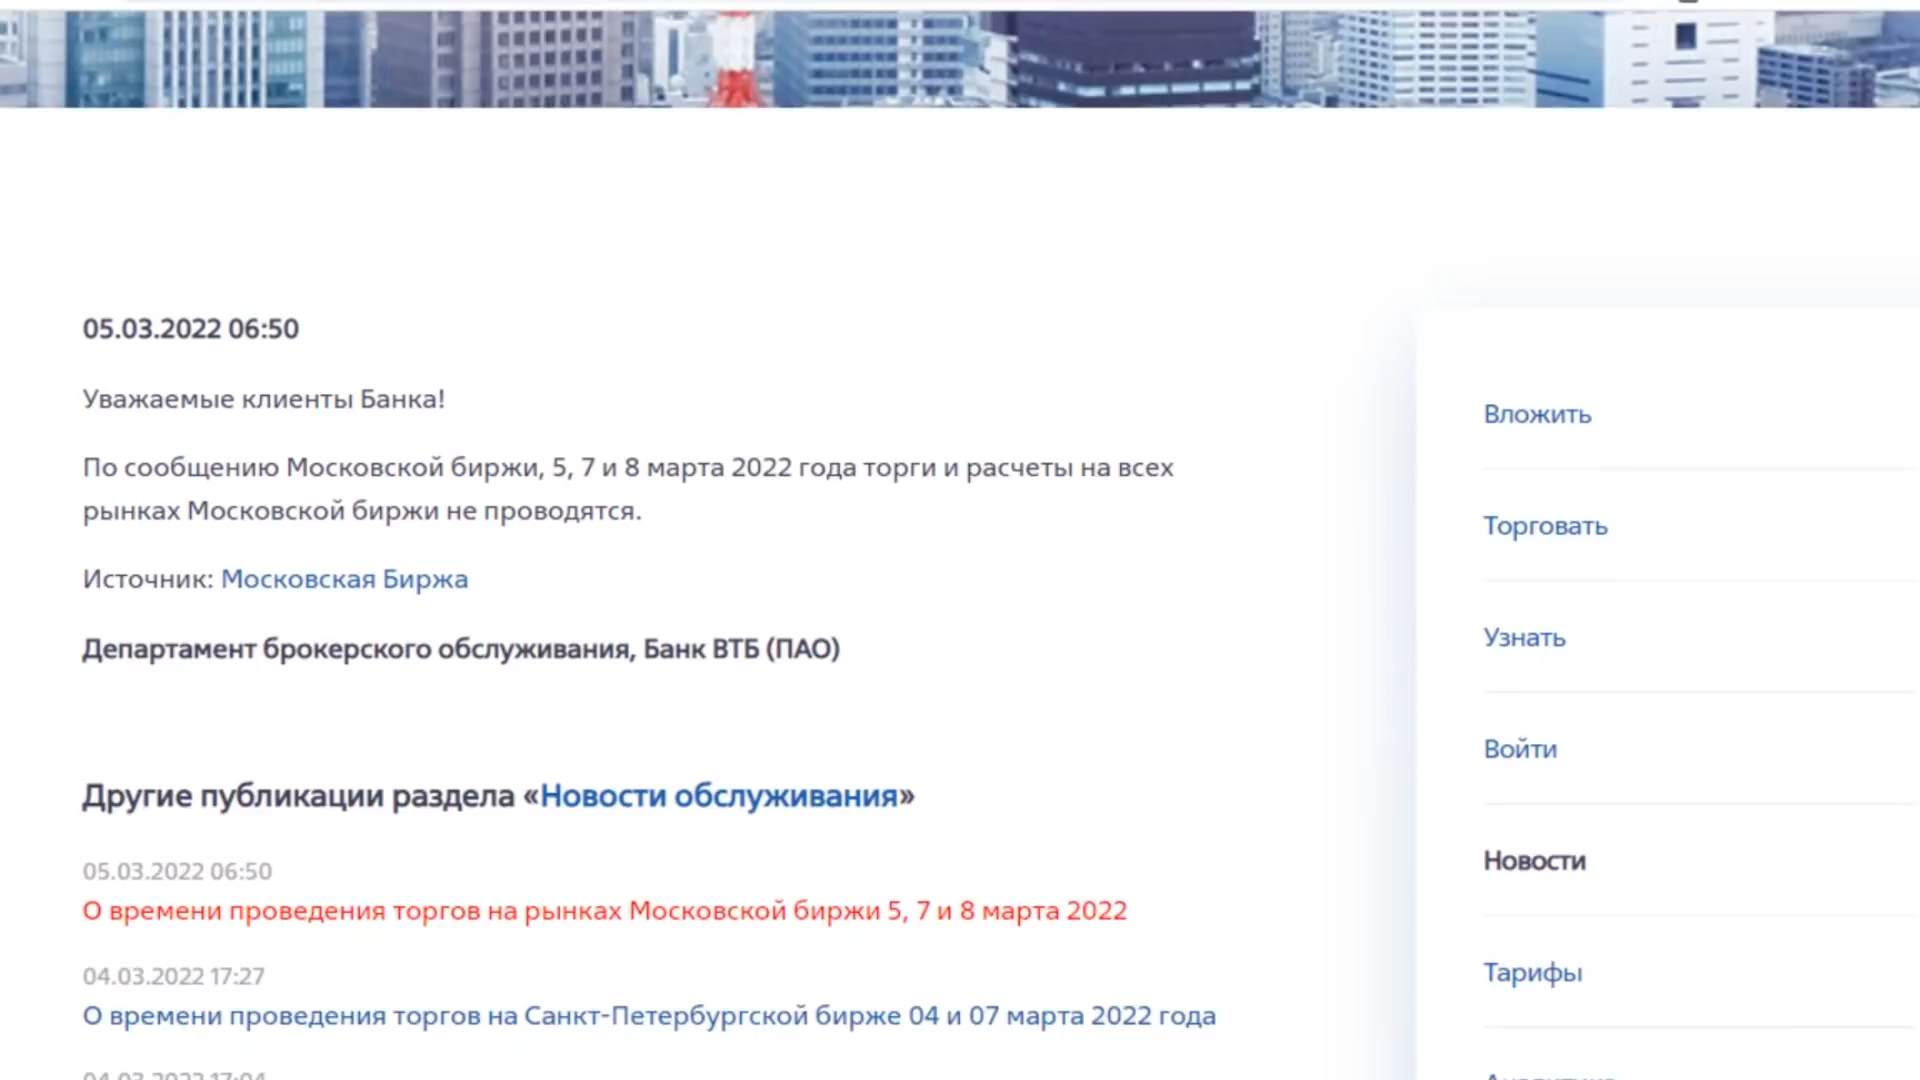 05.03.2022 06:50
Уважаемые клиенты Банка!
По сообщению Московской биржи, 5, 7 и 8 марта 2022 года торги и расчеты на всех
рынках Московской биржи не проводятся.
Источник: Московская Биржа
Департамент брокерского обслуживания, Банк ВТБ (ПАО)
Другие публикации раздела «Новости обслуживания»
05.03.2022 06:50
О времени проведения торгов на рынках Московской биржи 5, 7 и 8 марта 2022
04.03.2022 17:27
О времени проведения торгов на Санкт-Петербургской бирже 04 и 07 марта 2022 года
Вложить
Торговать
Узнать
Войти
Новости
Тарифы